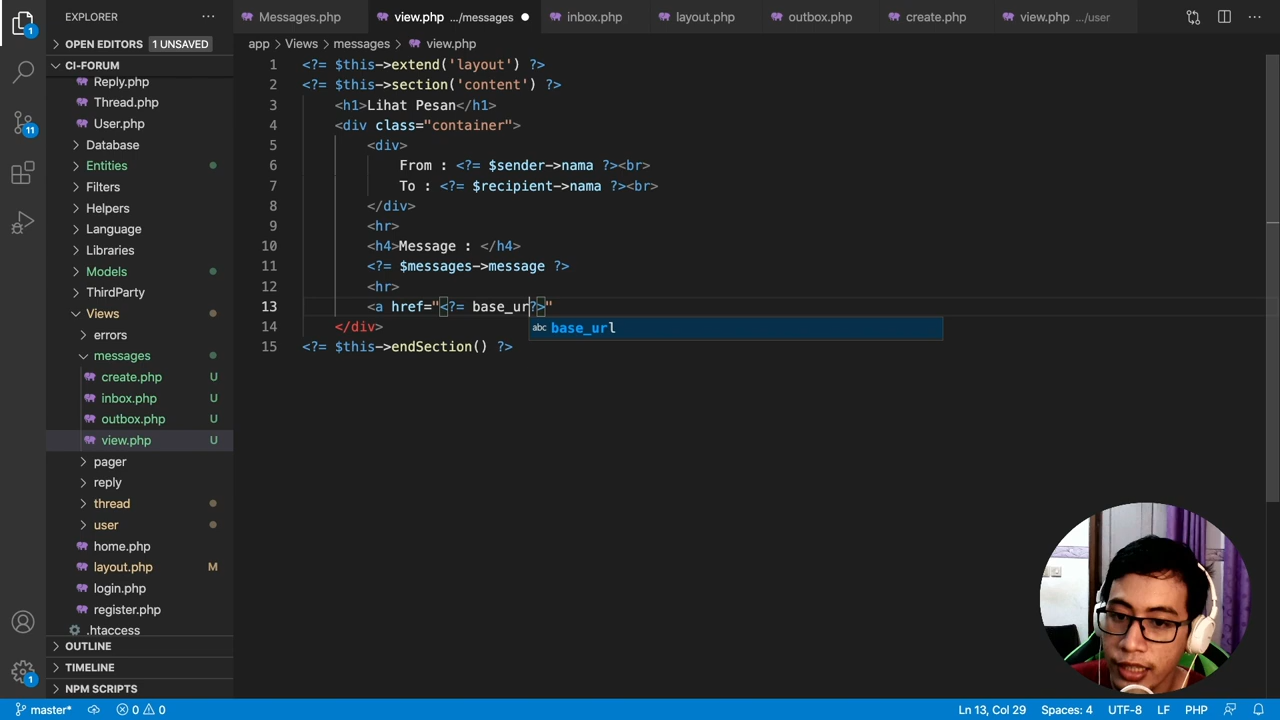 EXPLORER
Messages.php
view.php .../messages
inbox.php
layout.php
outbox.php
create.php
view.php .../user
OPEN EDITORS 1 UNSAVED
app > Views > messages > view.php
CI-FORUM
Reply.php
Thread.php
User.php
Database
Entities
Filters
Helpers
Language
Libraries
Models
ThirdParty
Views
errors
messages
create.php U
inbox.php U
outbox.php U
view.php U
pager
reply
thread
user
home.php
layout.php M
login.php
register.php
.htaccess
OUTLINE
TIMELINE
NPM SCRIPTS
1 <?= $this->extend('layout') ?>
2 <?= $this->section('content') ?>
3 <h1>Lihat Pesan</h1>
4 <div class="container">
5 <div>
6 From : <?= $sender->nama ?><br>
7 To : <?= $recipient->nama ?><br>
8 </div>
9 <hr>
10 <h4>Message : </h4>
11 <?= $messages->message ?>
12 <hr>
13 <a href="<?= base_ur?>"
abc base_url
14 </div>
15 <?= $this->endSection() ?>
1
11
1
master*
0 0
Ln 13, Col 29
Spaces: 4
UTF-8
LF
PHP